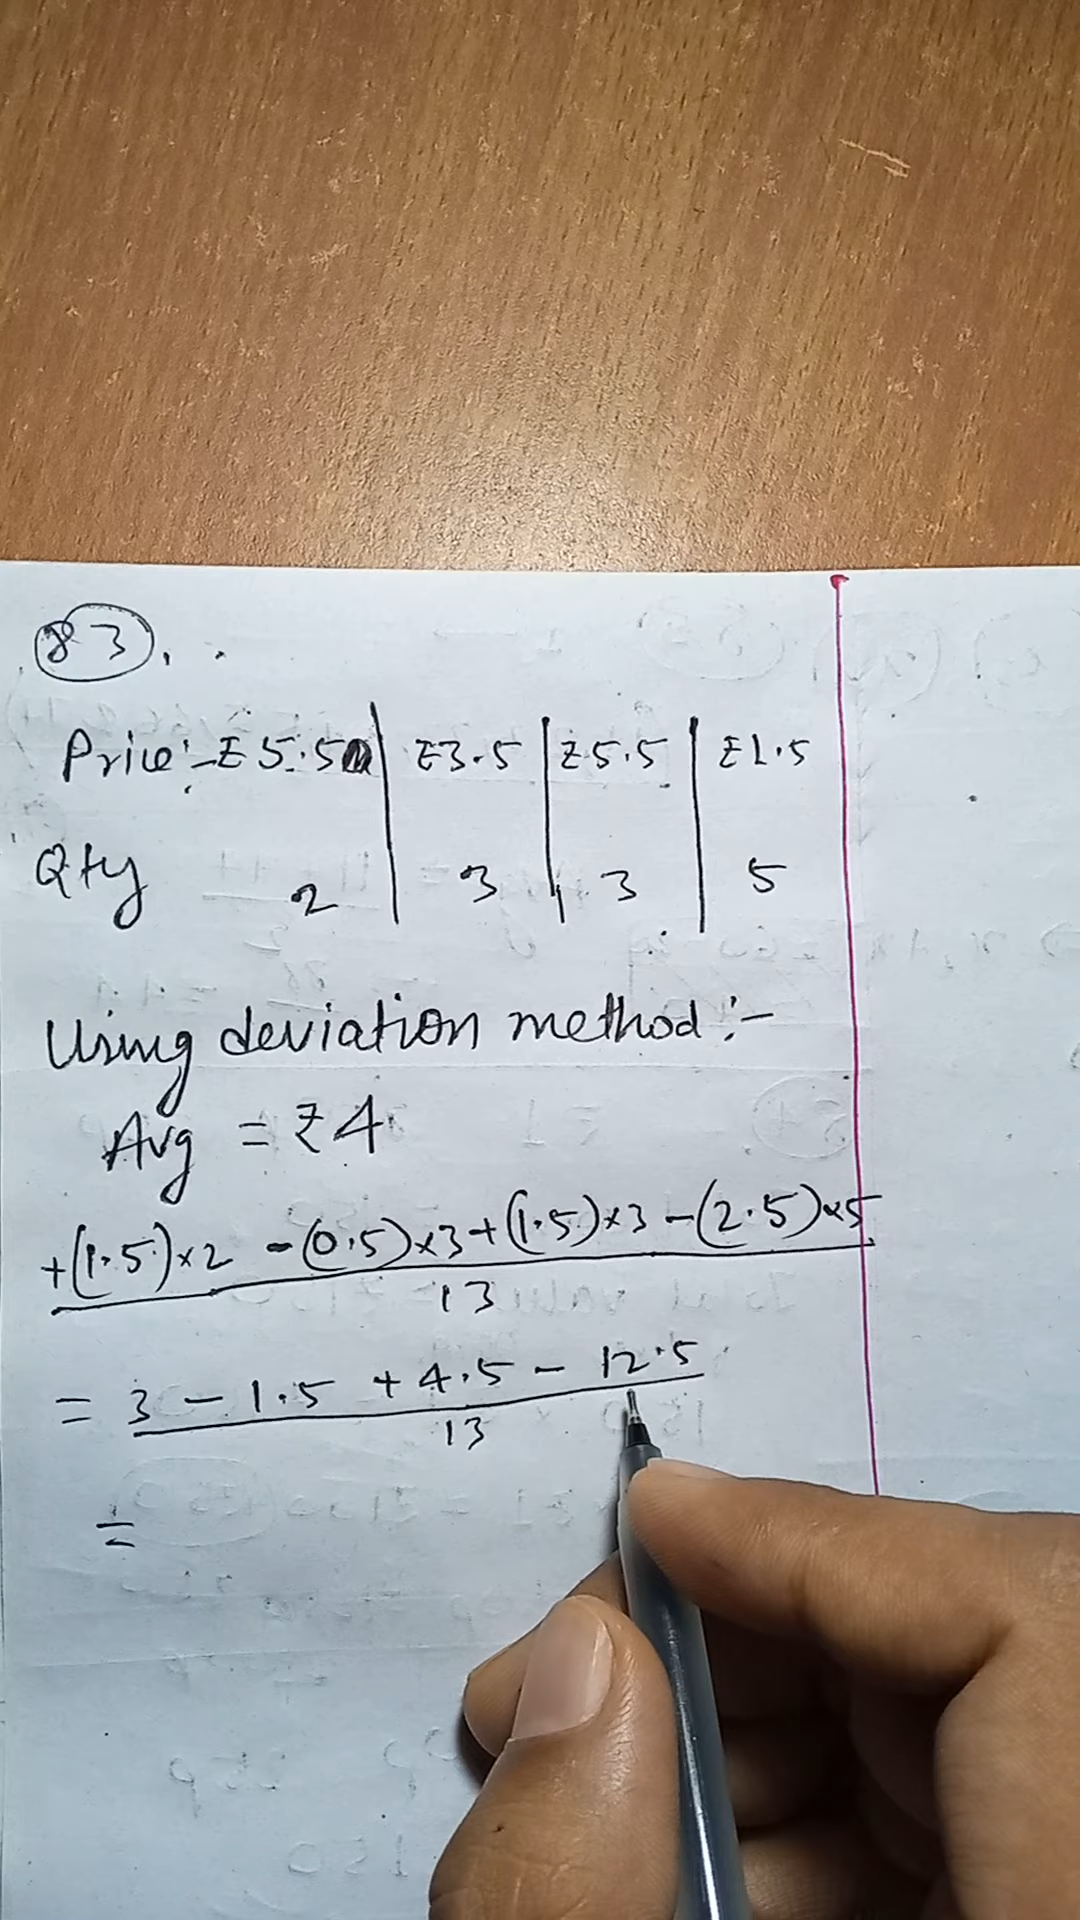 83.
Price:- ₹5.5 | ₹3.5 | ₹5.5 | ₹1.5
Qty 2 | 3 | 3 | 5
Using deviation method :-
Avg = ₹4
+(1.5)×2 -(0.5)×3+(1.5)×3-(2.5)×5
13
= 3 - 1.5 + 4.5 - 12.5
13
=